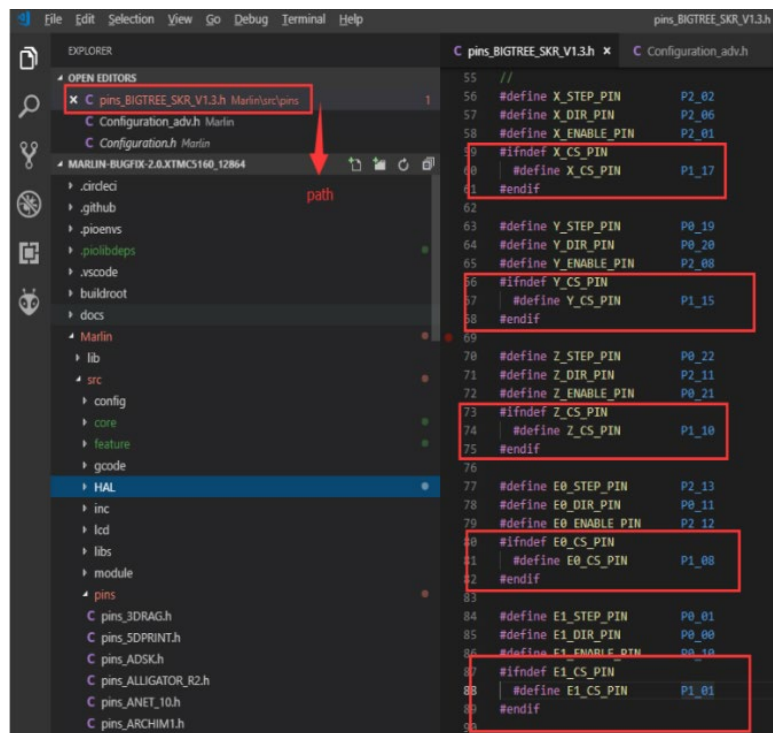 File Edit Selection View Go Debug Terminal Help
pins_BIGTREE_SKR_V1.3.h
EXPLORER
OPEN EDITORS
× C pins_BIGTREE_SKR_V1.3.h Marlin\src\pins 1
C Configuration_adv.h Marlin
C Configuration.h Marlin
MARLIN-BUGFIX-2.0.XTMC5160_12864
path
.circleci
.github
.pioenvs
.piolibdeps
.vscode
buildroot
docs
Marlin
lib
src
config
core
feature
gcode
HAL
inc
lcd
libs
module
pins
C pins_3DRAG.h
C pins_5DPRINT.h
C pins_ADSK.h
C pins_ALLIGATOR_R2.h
C pins_ANET_10.h
C pins_ARCHIM1.h
C pins_BIGTREE_SKR_V1.3.h × C Configuration_adv.h
55 //
56 #define X_STEP_PIN P2_02
57 #define X_DIR_PIN P2_06
58 #define X_ENABLE_PIN P2_01
59 #ifndef X_CS_PIN
60 #define X_CS_PIN P1_17
61 #endif
62
63 #define Y_STEP_PIN P0_19
64 #define Y_DIR_PIN P0_20
65 #define Y_ENABLE_PIN P2_08
66 #ifndef Y_CS_PIN
67 #define Y_CS_PIN P1_15
68 #endif
69
70 #define Z_STEP_PIN P0_22
71 #define Z_DIR_PIN P2_11
72 #define Z_ENABLE_PIN P0_21
73 #ifndef Z_CS_PIN
74 #define Z_CS_PIN P1_10
75 #endif
76
77 #define E0_STEP_PIN P2_13
78 #define E0_DIR_PIN P0_11
79 #define E0_ENABLE_PIN P2_12
80 #ifndef E0_CS_PIN
81 #define E0_CS_PIN P1_08
82 #endif
83
84 #define E1_STEP_PIN P0_01
85 #define E1_DIR_PIN P0_00
86 #define E1_ENABLE_PIN P0_10
87 #ifndef E1_CS_PIN
88 #define E1_CS_PIN P1_01
89 #endif
90